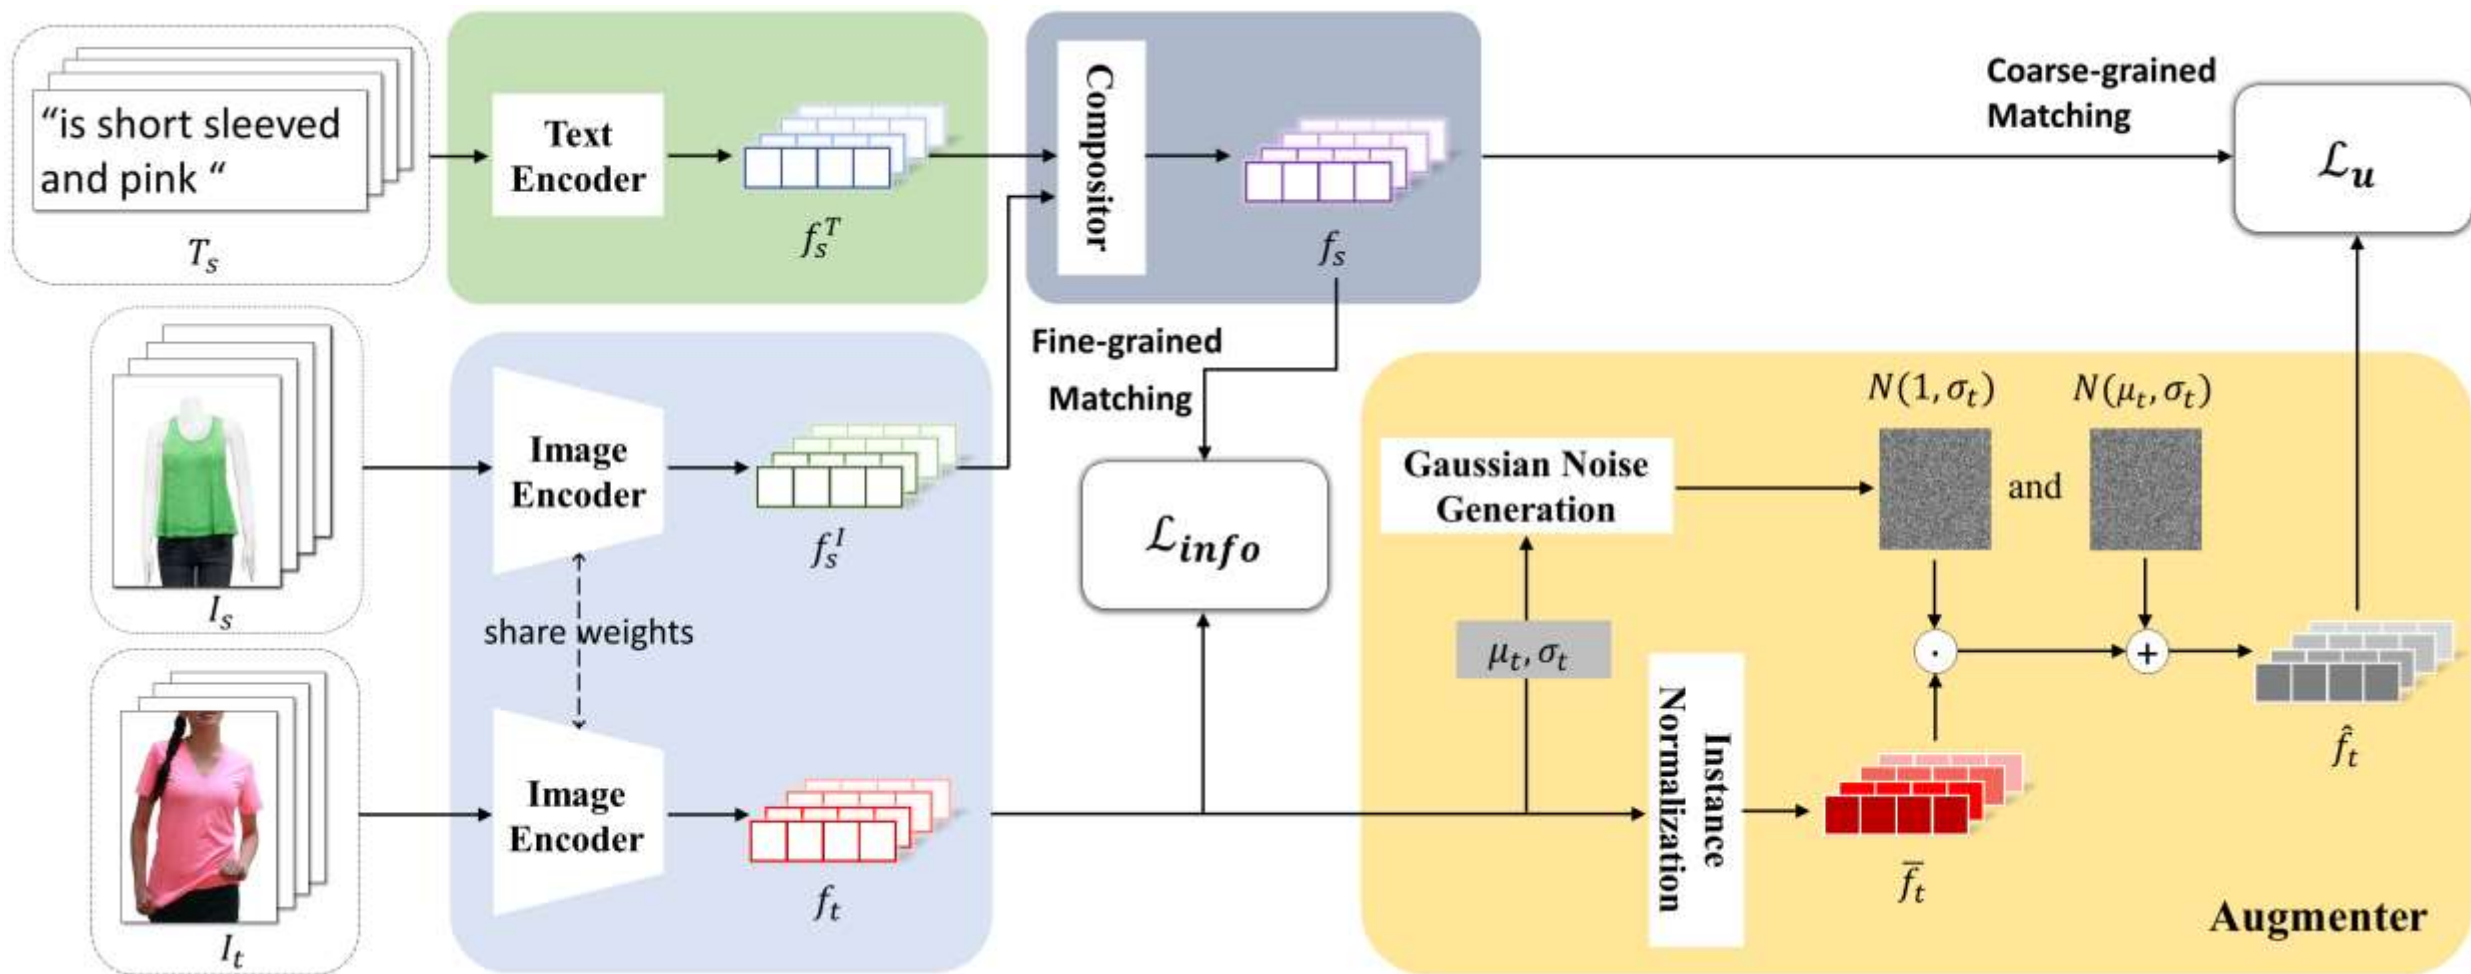 “is short sleeved
and pink “
T_s
Text
Encoder
f_s^T
Compositor
f_s
Coarse-grained
Matching
ℒ_u
I_s
Image
Encoder
f_s^I
share weights
Fine-grained
Matching
ℒ_info
I_t
Image
Encoder
f_t
Gaussian Noise
Generation
N(1, σ_t)
and
N(μ_t, σ_t)
μ_t, σ_t
Instance
Normalization
f̅_t
·
+
f̂_t
Augmenter